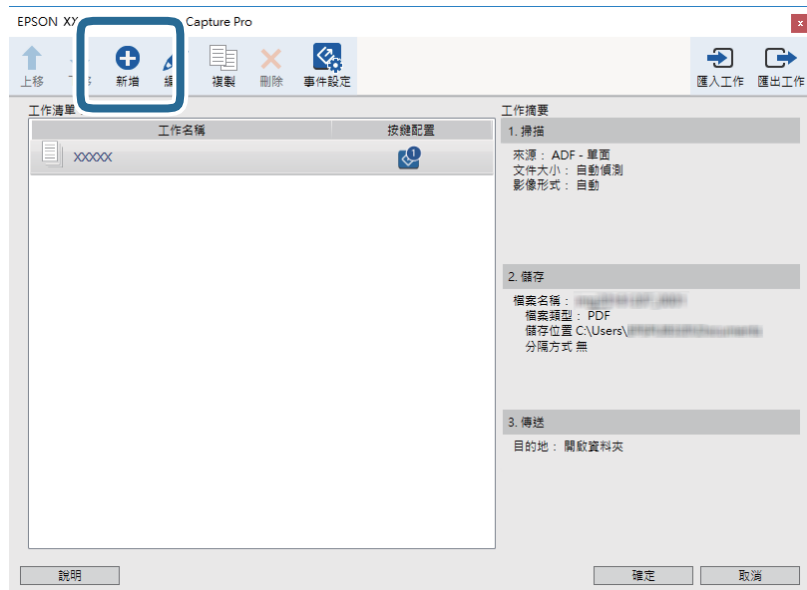 EPSON XX Capture Pro
上移 新增 複製 刪除 事件設定 匯入工作 匯出工作
工作清單
工作名稱 按鍵配置
XXXXX 1
工作摘要
1. 掃描
來源： ADF - 單面
文件大小： 自動偵測
影像形式： 自動
2. 儲存
檔案名稱：
檔案類型： PDF
儲存位置 C:\Users\
分隔方式 無
3. 傳送
目的地： 開啟資料夾
說明 確定 取消